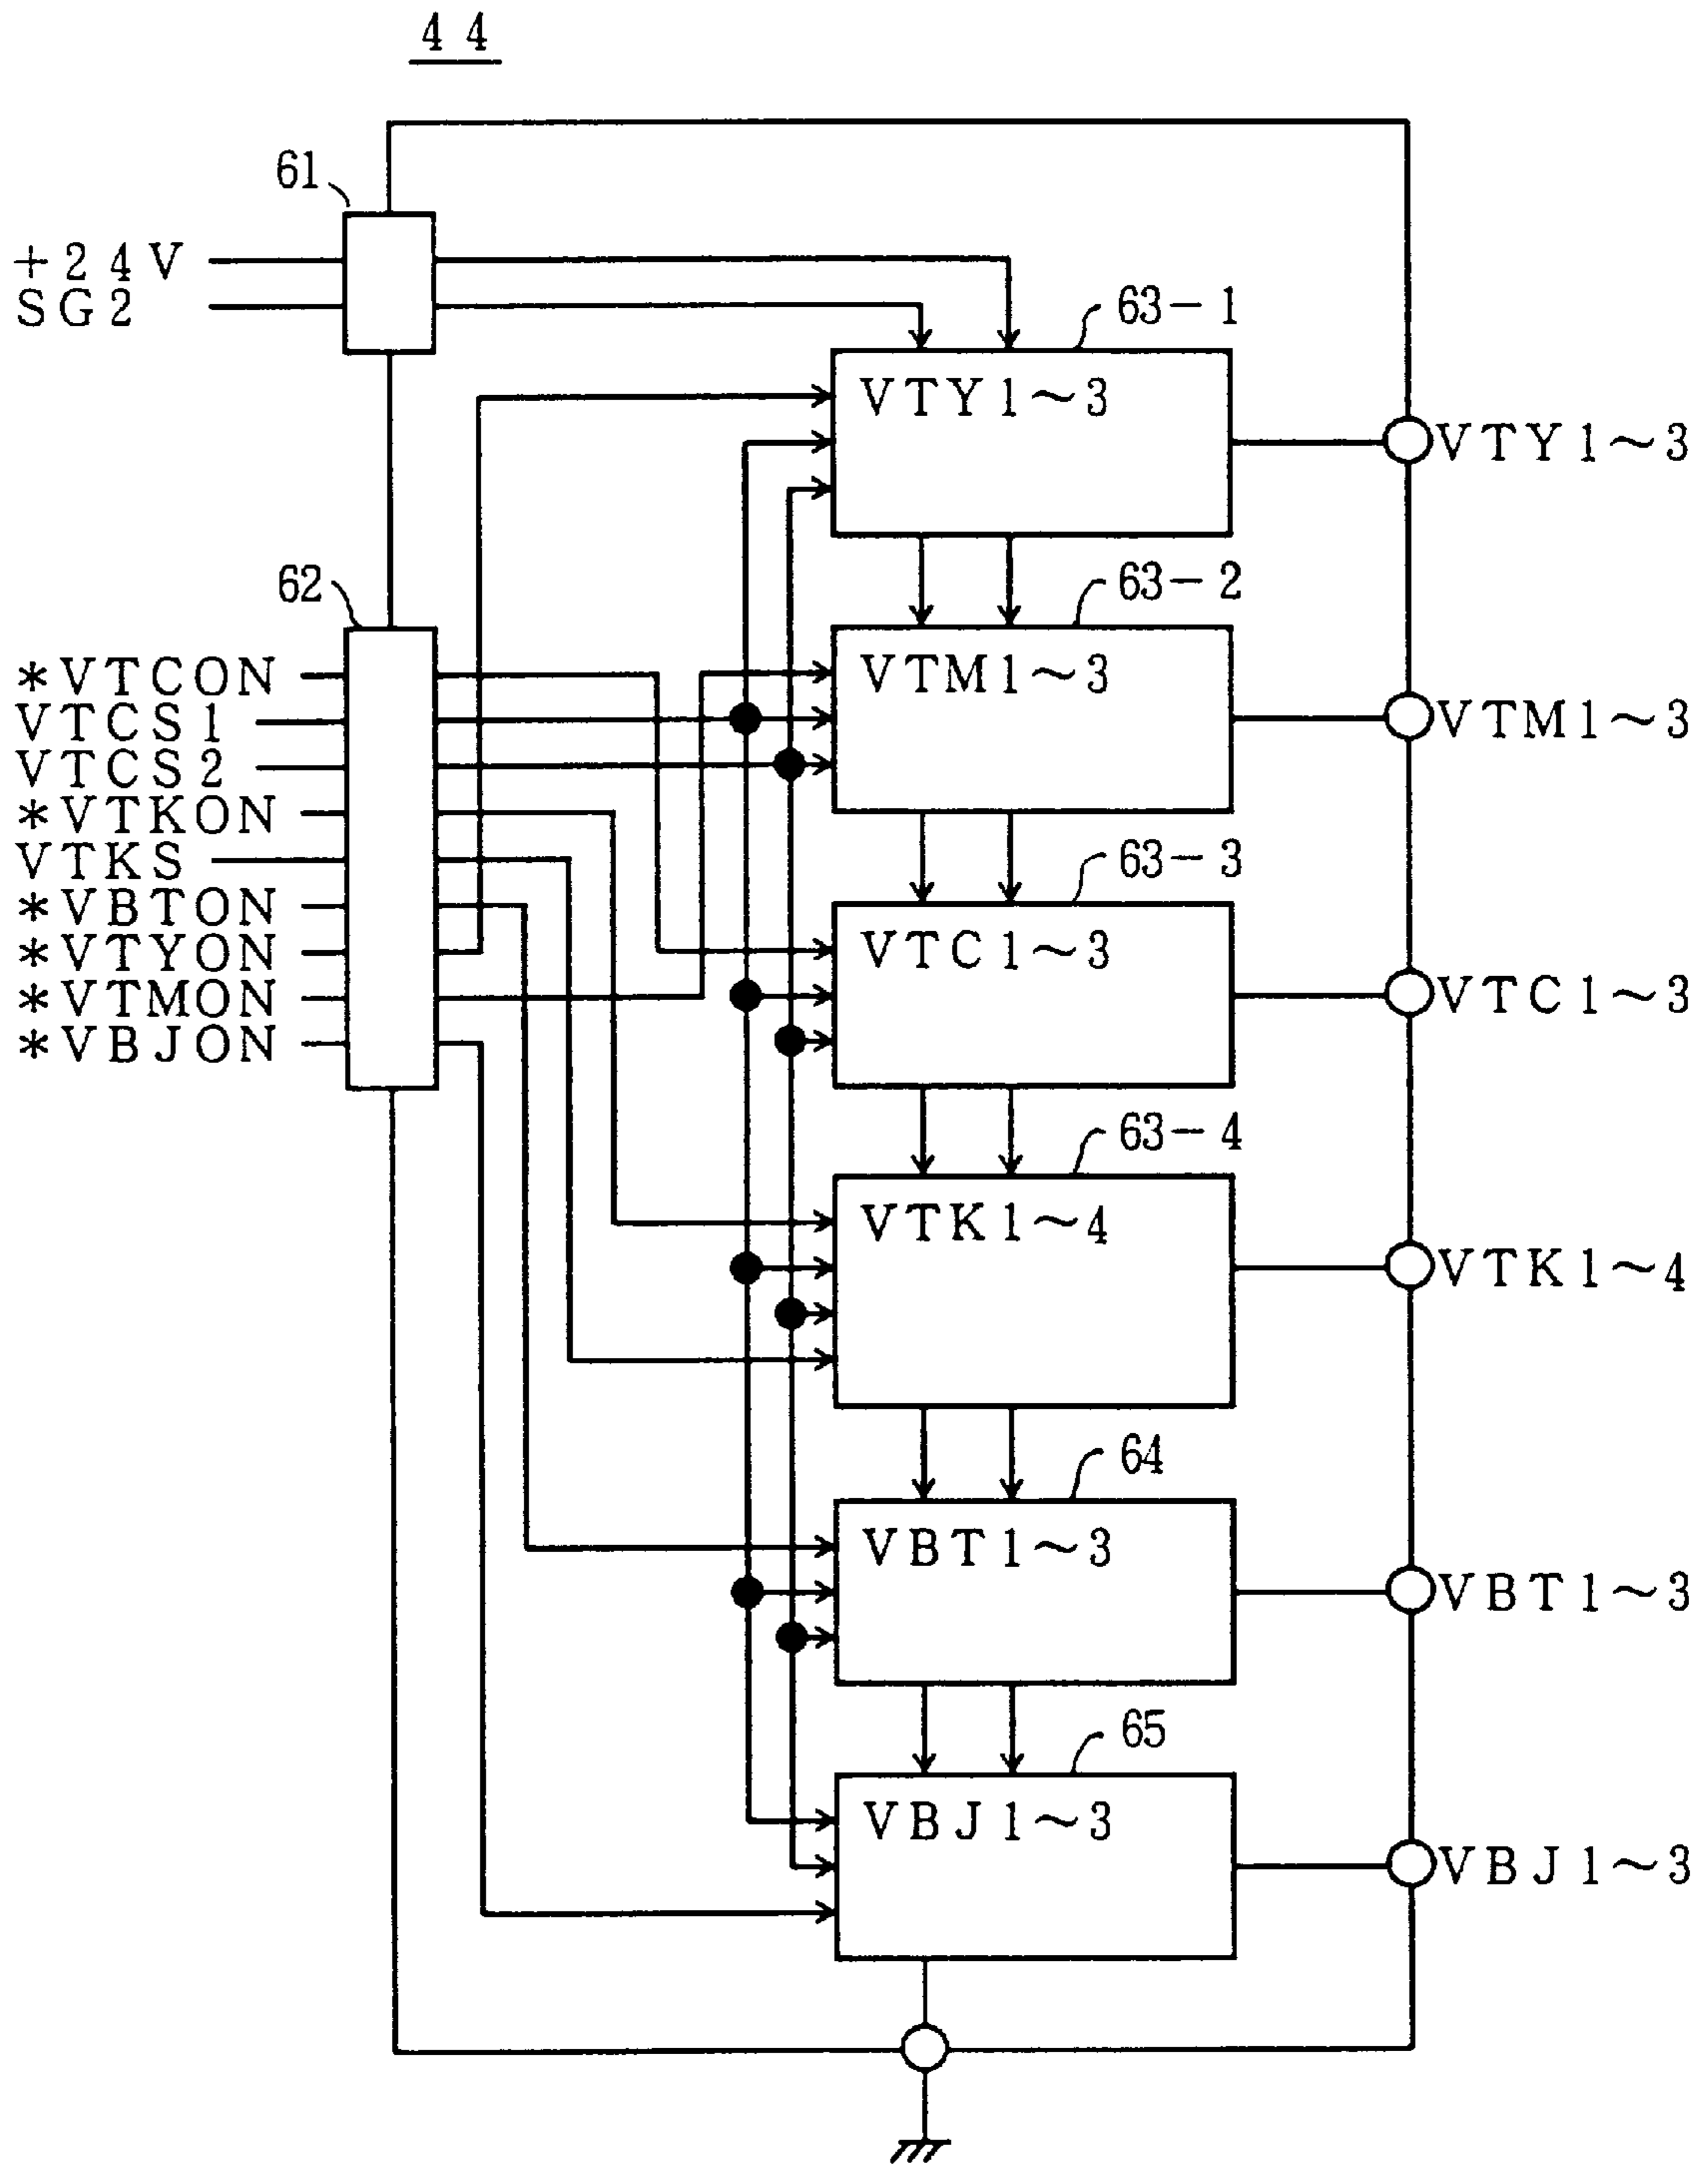 44
61
+24V
SG2
63-1
VTY1~3
VTY1~3
62
63-2
*VTCON
VTCS1
VTCS2
*VTKON
VTKS
*VBTON
*VTYON
*VTMON
*VBJON
VTM1~3
VTM1~3
63-3
VTC1~3
VTC1~3
63-4
VTK1~4
VTK1~4
64
VBT1~3
VBT1~3
65
VBJ1~3
VBJ1~3